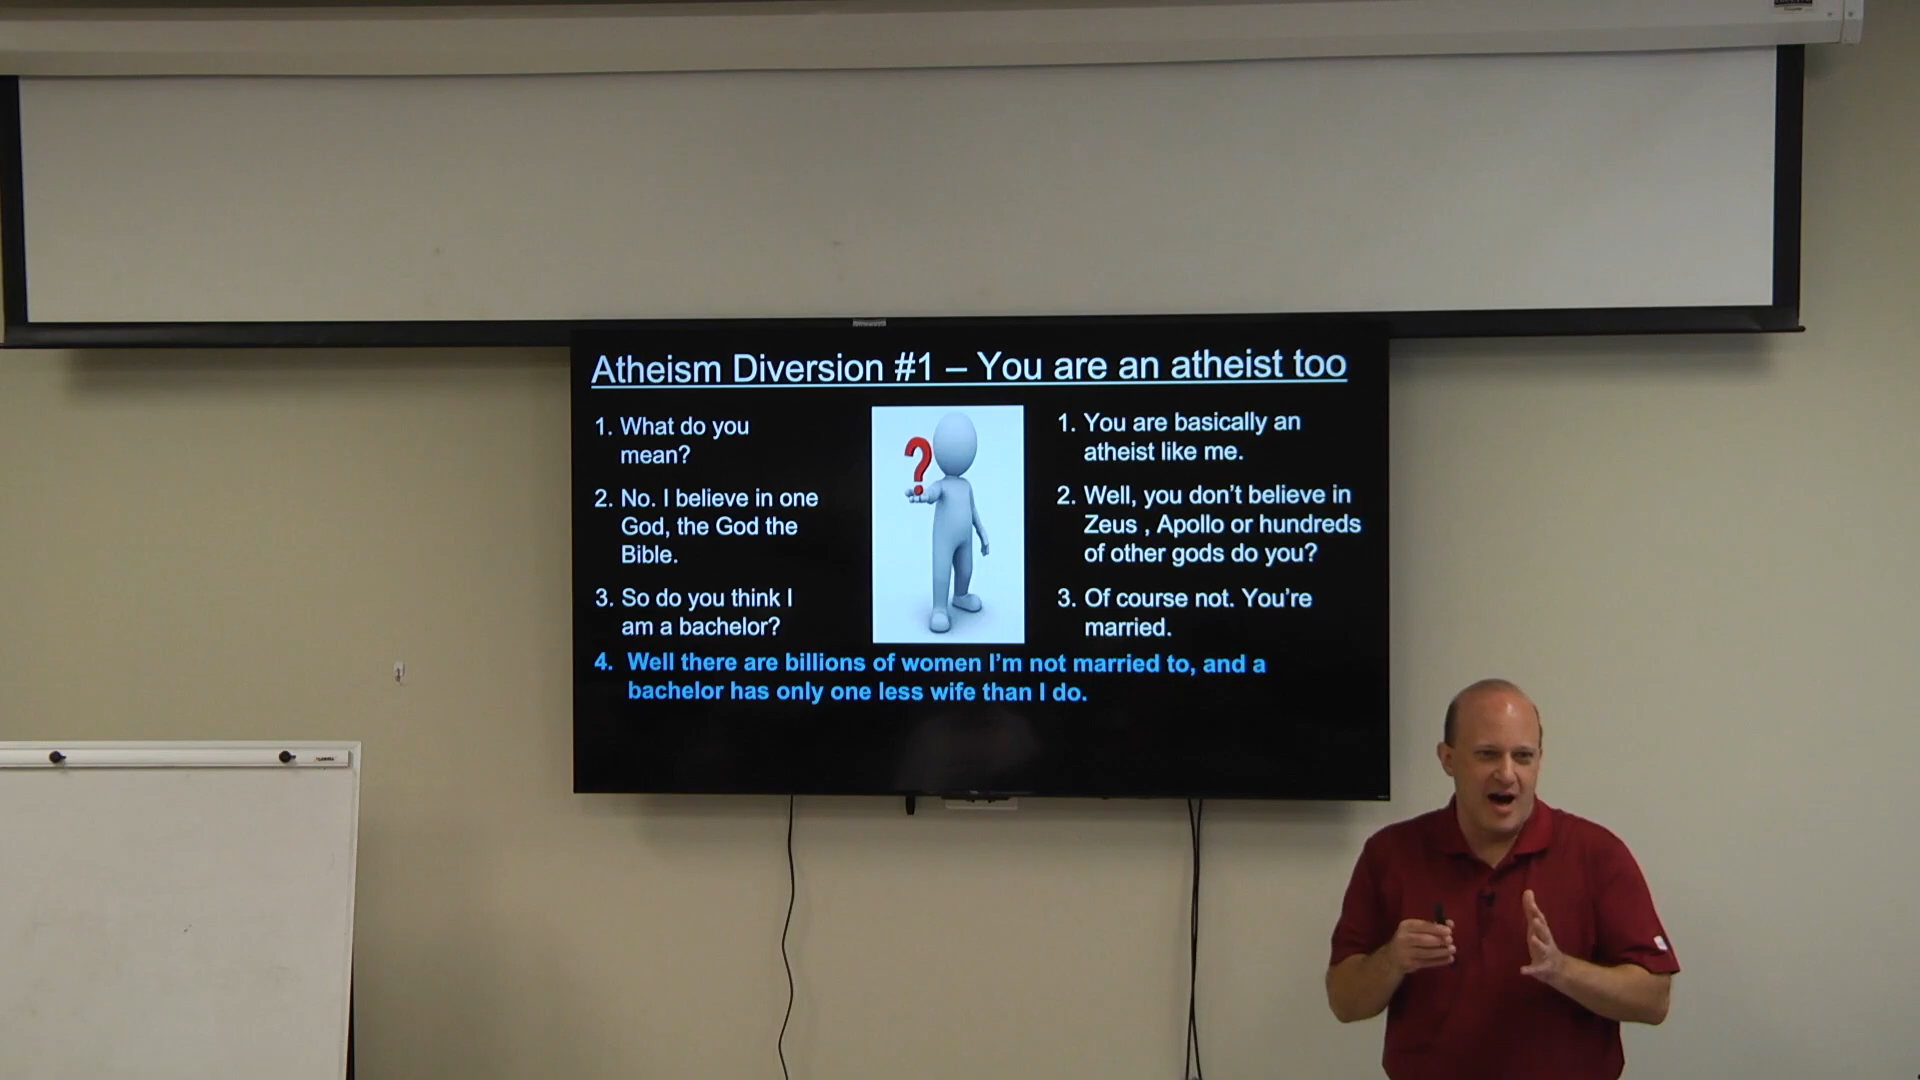 Atheism Diversion #1 – You are an atheist too
1. What do you
mean?
2. No. I believe in one
God, the God the
Bible.
3. So do you think I
am a bachelor?
?
1. You are basically an
atheist like me.
2. Well, you don't believe in
Zeus , Apollo or hundreds
of other gods do you?
3. Of course not. You're
married.
4. Well there are billions of women I'm not married to, and a
bachelor has only one less wife than I do.